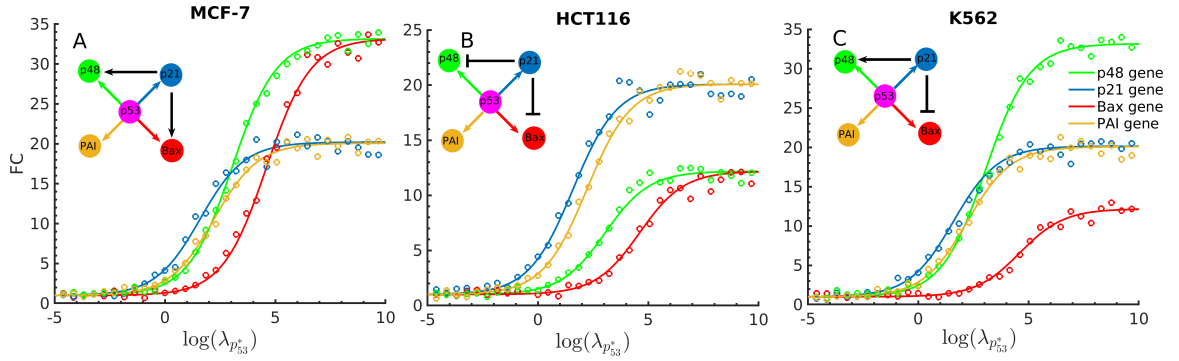 MCF-7
HCT116
K562
A
p48
p21
p53
PAI
Bax
FC
35
30
25
20
15
10
5
0
-5
0
5
10
log(λ_{p^*_{53}})
B
p48
p21
p53
PAI
Bax
25
20
15
10
5
0
-5
0
5
10
log(λ_{p^*_{53}})
C
p48
p21
p53
PAI
Bax
p48 gene
p21 gene
Bax gene
PAI gene
35
30
25
20
15
10
5
0
-5
0
5
10
log(λ_{p^*_{53}})